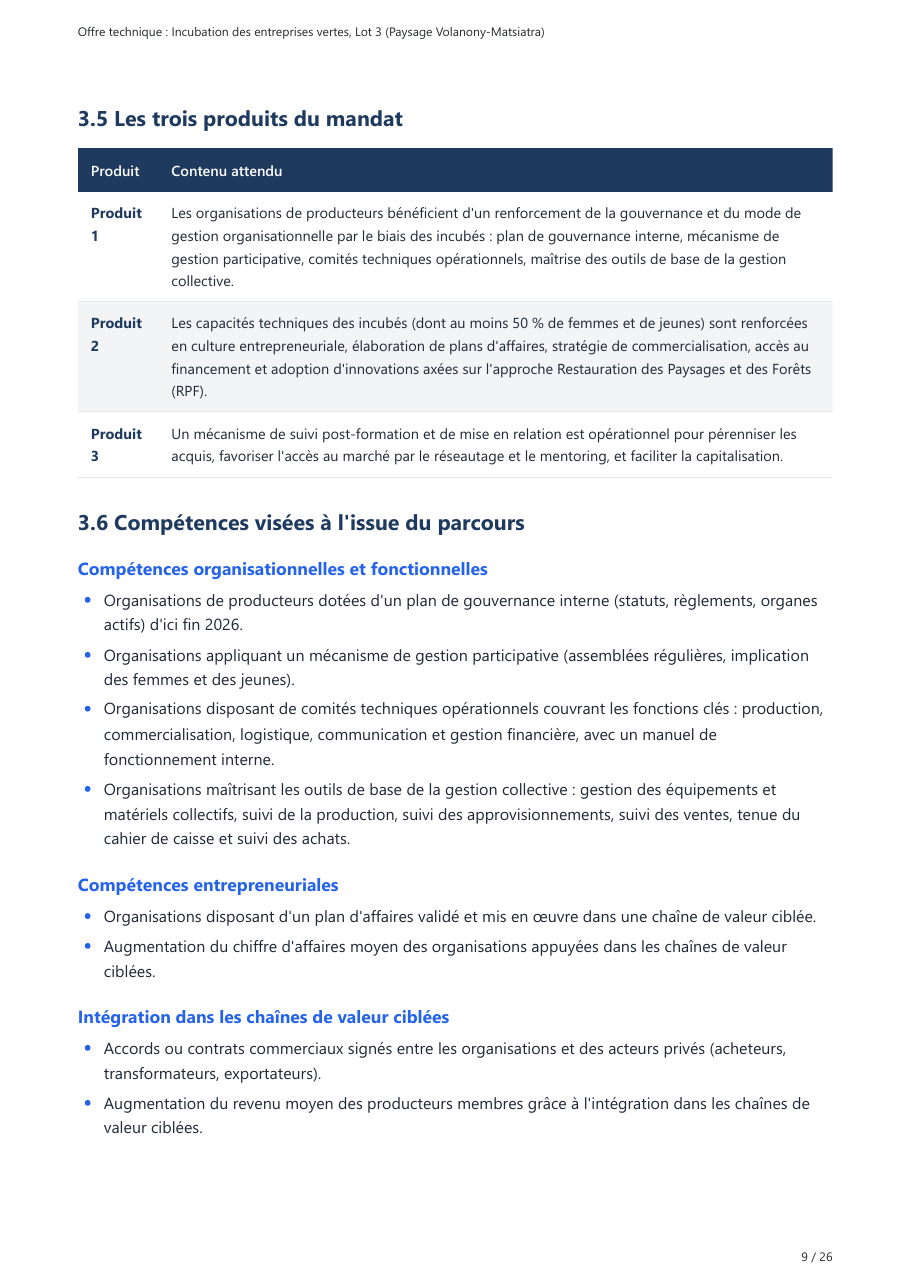 Offre technique : Incubation des entreprises vertes, Lot 3 (Paysage Volanony-Matsiatra)
3.5 Les trois produits du mandat
Produit Contenu attendu
Produit 1
Les organisations de producteurs bénéficient d'un renforcement de la gouvernance et du mode de
gestion organisationnelle par le biais des incubés : plan de gouvernance interne, mécanisme de
gestion participative, comités techniques opérationnels, maîtrise des outils de base de la gestion
collective.
Produit 2
Les capacités techniques des incubés (dont au moins 50 % de femmes et de jeunes) sont renforcées
en culture entrepreneuriale, élaboration de plans d'affaires, stratégie de commercialisation, accès au
financement et adoption d'innovations axées sur l'approche Restauration des Paysages et des Forêts
(RPF).
Produit 3
Un mécanisme de suivi post-formation et de mise en relation est opérationnel pour pérenniser les
acquis, favoriser l'accès au marché par le réseautage et le mentoring, et faciliter la capitalisation.
3.6 Compétences visées à l'issue du parcours
Compétences organisationnelles et fonctionnelles
• Organisations de producteurs dotées d'un plan de gouvernance interne (statuts, règlements, organes
actifs) d'ici fin 2026.
• Organisations appliquant un mécanisme de gestion participative (assemblées régulières, implication
des femmes et des jeunes).
• Organisations disposant de comités techniques opérationnels couvrant les fonctions clés : production,
commercialisation, logistique, communication et gestion financière, avec un manuel de
fonctionnement interne.
• Organisations maîtrisant les outils de base de la gestion collective : gestion des équipements et
matériels collectifs, suivi de la production, suivi des approvisionnements, suivi des ventes, tenue du
cahier de caisse et suivi des achats.
Compétences entrepreneuriales
• Organisations disposant d'un plan d'affaires validé et mis en œuvre dans une chaîne de valeur ciblée.
• Augmentation du chiffre d'affaires moyen des organisations appuyées dans les chaînes de valeur
ciblées.
Intégration dans les chaînes de valeur ciblées
• Accords ou contrats commerciaux signés entre les organisations et des acteurs privés (acheteurs,
transformateurs, exportateurs).
• Augmentation du revenu moyen des producteurs membres grâce à l'intégration dans les chaînes de
valeur ciblées.
9 / 26